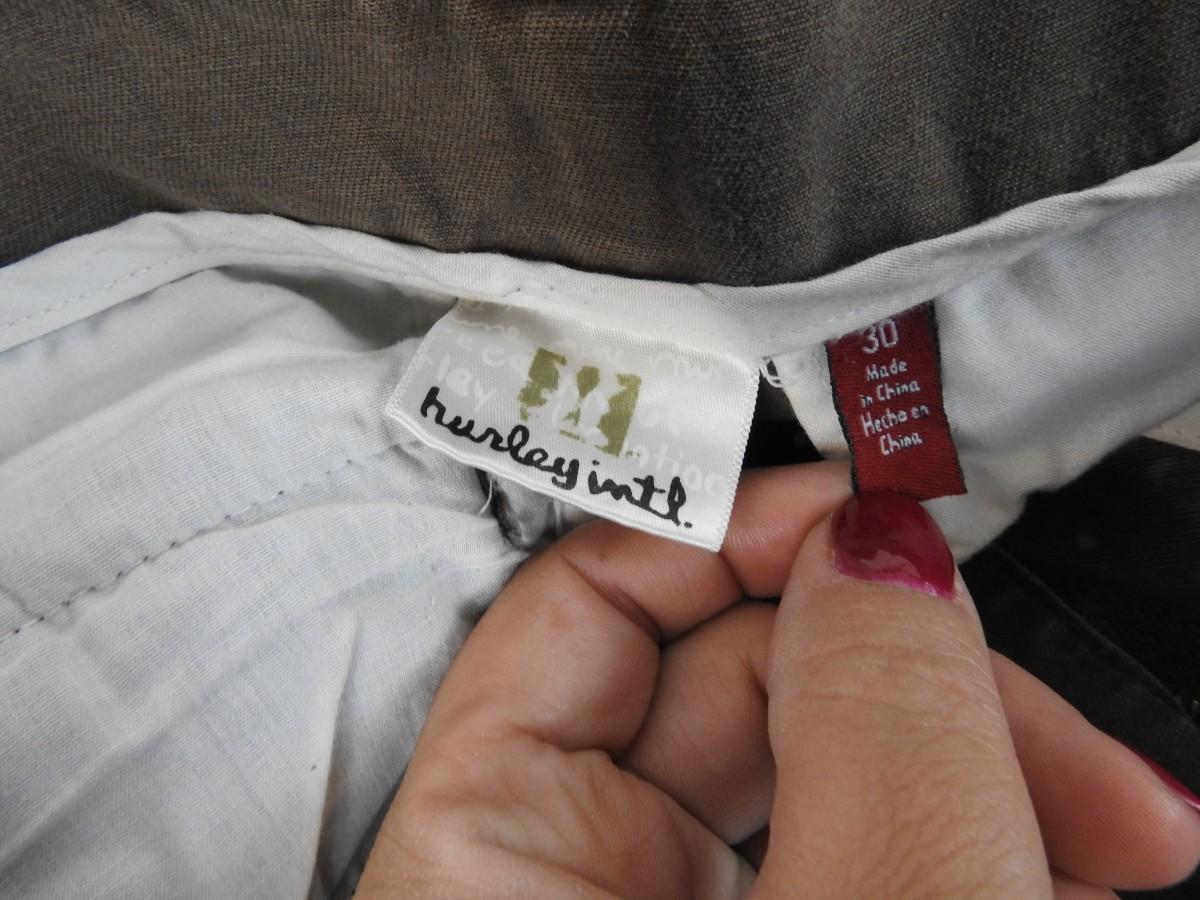 hurley intl.
30
Made
in China
Hecho en
China